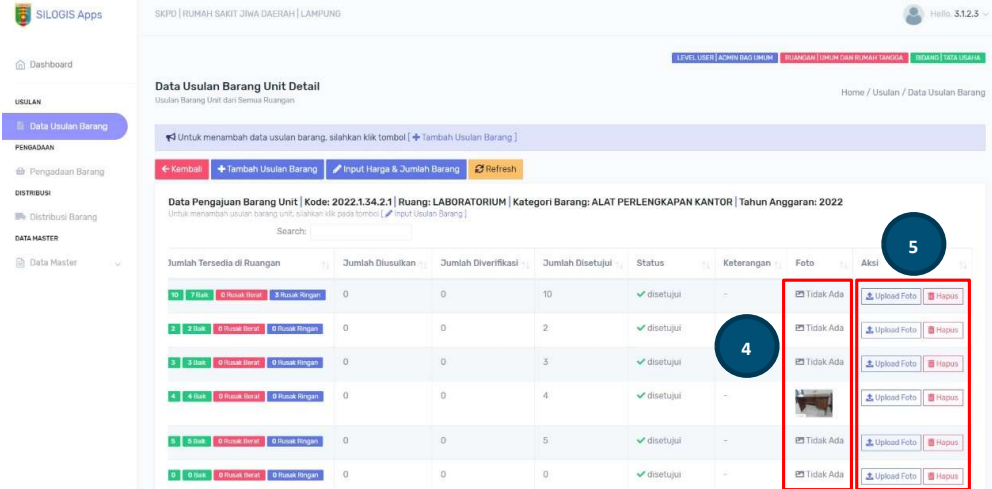 SILOGIS Apps
SKPD | RUMAH SAKIT JIWA DAERAH | LAMPUNG
Hello, 3.1.2.3
LEVEL USER | ADMIN BAG UMUM
RUANGAN | UMUM DAN RUMAH TANGGA
BIDANG | TATA USAHA
Dashboard
USULAN
Data Usulan Barang
PENGADAAN
Pengadaan Barang
DISTRIBUSI
Distribusi Barang
DATA MASTER
Data Master
Data Usulan Barang Unit Detail
Usulan Barang Unit dari Semua Ruangan
Home / Usulan / Data Usulan Barang
Untuk menambah data usulan barang, silahkan klik tombol [ + Tambah Usulan Barang ]
Kembali
+ Tambah Usulan Barang
Input Harga & Jumlah Barang
Refresh
Data Pengajuan Barang Unit | Kode: 2022.1.34.2.1 | Ruang: LABORATORIUM | Kategori Barang: ALAT PERLENGKAPAN KANTOR | Tahun Anggaran: 2022
Untuk menambah usulan barang unit, silahkan klik pada tombol [ Input Usulan Barang ]
Search:
5
Jumlah Tersedia di Ruangan Jumlah Diusulkan Jumlah Diverifikasi Jumlah Disetujui Status Keterangan Foto Aksi
10 7 Baik 0 Rusak Berat 3 Rusak Ringan 0 0 10 disetujui - Tidak Ada Upload Foto Hapus
2 2 Baik 0 Rusak Berat 0 Rusak Ringan 0 0 2 disetujui Tidak Ada Upload Foto Hapus
4
3 3 Baik 0 Rusak Berat 0 Rusak Ringan 0 0 3 disetujui Tidak Ada Upload Foto Hapus
4 4 Baik 0 Rusak Berat 0 Rusak Ringan 0 0 4 disetujui - Upload Foto Hapus
5 5 Baik 0 Rusak Berat 0 Rusak Ringan 0 0 5 disetujui - Tidak Ada Upload Foto Hapus
0 0 Baik 0 Rusak Berat 0 Rusak Ringan 0 0 0 disetujui - Tidak Ada Upload Foto Hapus